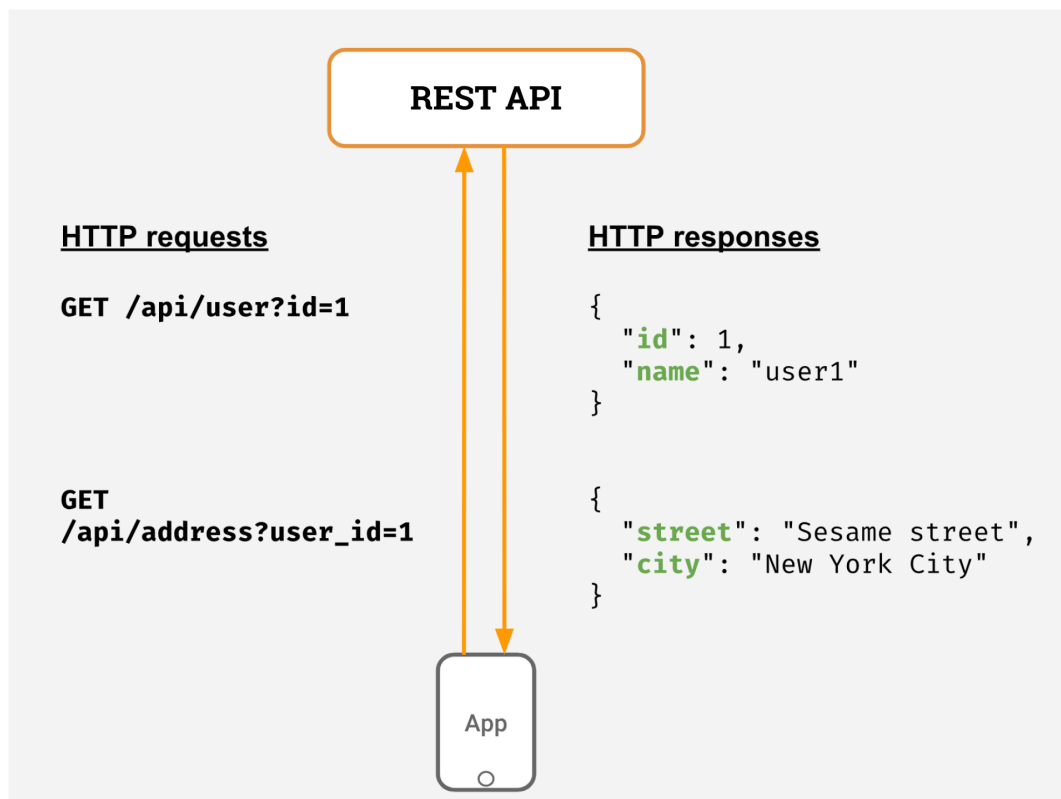 REST API
HTTP requests
GET /api/user?id=1
GET
/api/address?user_id=1
HTTP responses
{
  "id": 1,
  "name": "user1"
}
{
  "street": "Sesame street",
  "city": "New York City"
}
App